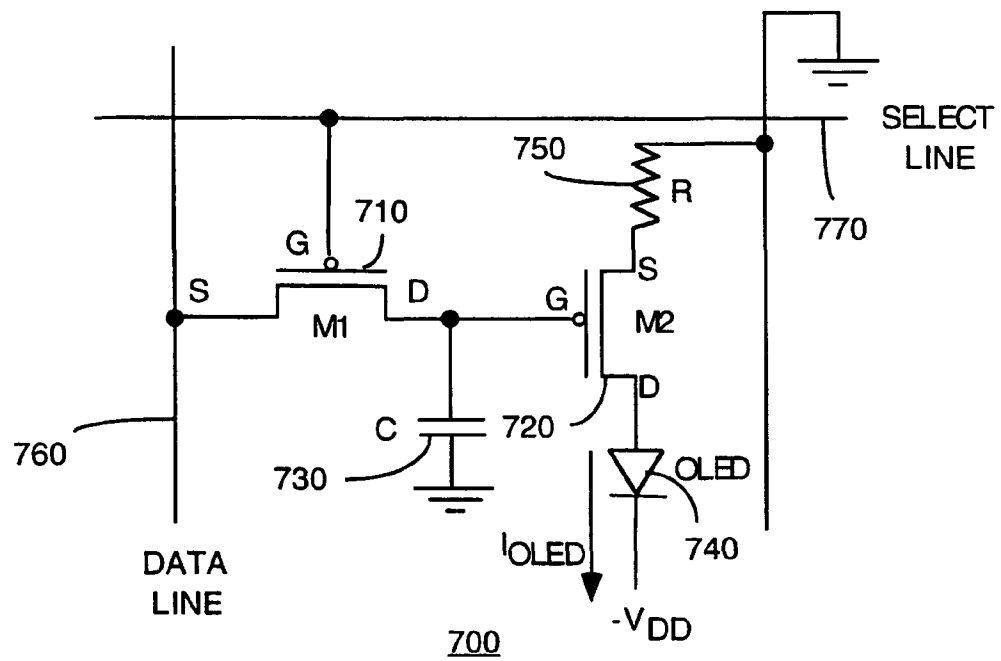 SELECT
LINE
750
R
770
710
G
S
D
M1
S
G
M2
D
C
720
760
730
OLED
740
IOLED
DATA
LINE
-VDD
700